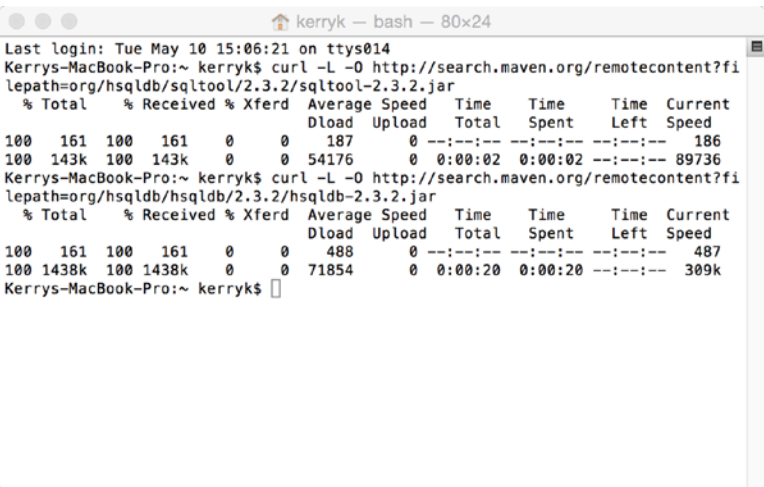 kerryk — bash — 80×24
Last login: Tue May 10 15:06:21 on ttys014
Kerrys-MacBook-Pro:~ kerryk$ curl -L -O http://search.maven.org/remotecontent?fi
lepath=org/hsqldb/sqltool/2.3.2/sqltool-2.3.2.jar
  % Total    % Received % Xferd  Average Speed   Time    Time     Time  Current
                                 Dload  Upload   Total   Spent    Left  Speed
100   161  100   161    0     0    187      0 --:--:-- --:--:-- --:--:--   186
100  143k  100  143k    0     0  54176      0  0:00:02  0:00:02 --:--:-- 89736
Kerrys-MacBook-Pro:~ kerryk$ curl -L -O http://search.maven.org/remotecontent?fi
lepath=org/hsqldb/hsqldb/2.3.2/hsqldb-2.3.2.jar
  % Total    % Received % Xferd  Average Speed   Time    Time     Time  Current
                                 Dload  Upload   Total   Spent    Left  Speed
100   161  100   161    0     0    488      0 --:--:-- --:--:-- --:--:--   487
100 1438k  100 1438k    0     0  71854      0  0:00:20  0:00:20 --:--:--  309k
Kerrys-MacBook-Pro:~ kerryk$